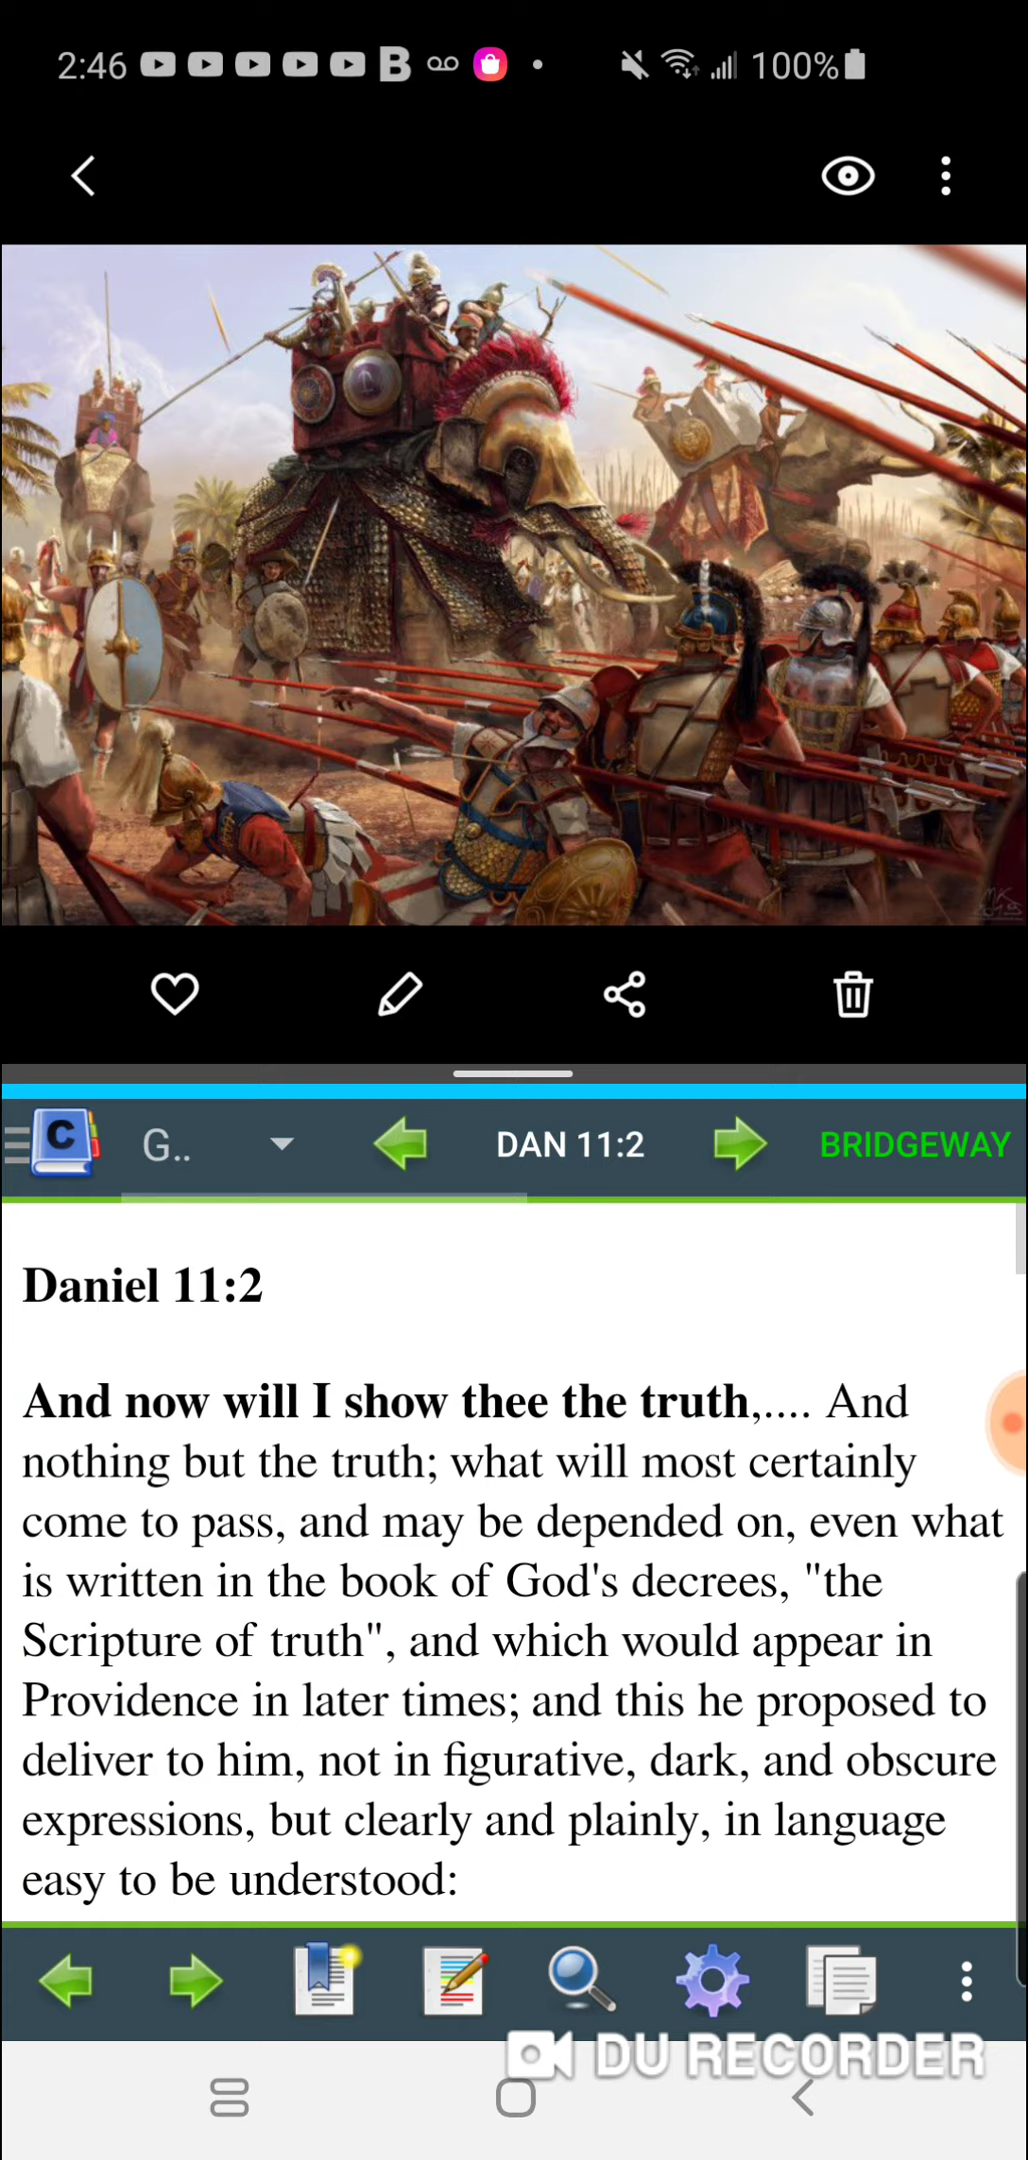 2:46 B 100%
C G.. DAN 11:2 BRIDGEWAY
Daniel 11:2
And now will I show thee the truth,.... And
nothing but the truth; what will most certainly
come to pass, and may be depended on, even what
is written in the book of God's decrees, "the
Scripture of truth", and which would appear in
Providence in later times; and this he proposed to
deliver to him, not in figurative, dark, and obscure
expressions, but clearly and plainly, in language
easy to be understood:
DU RECORDER